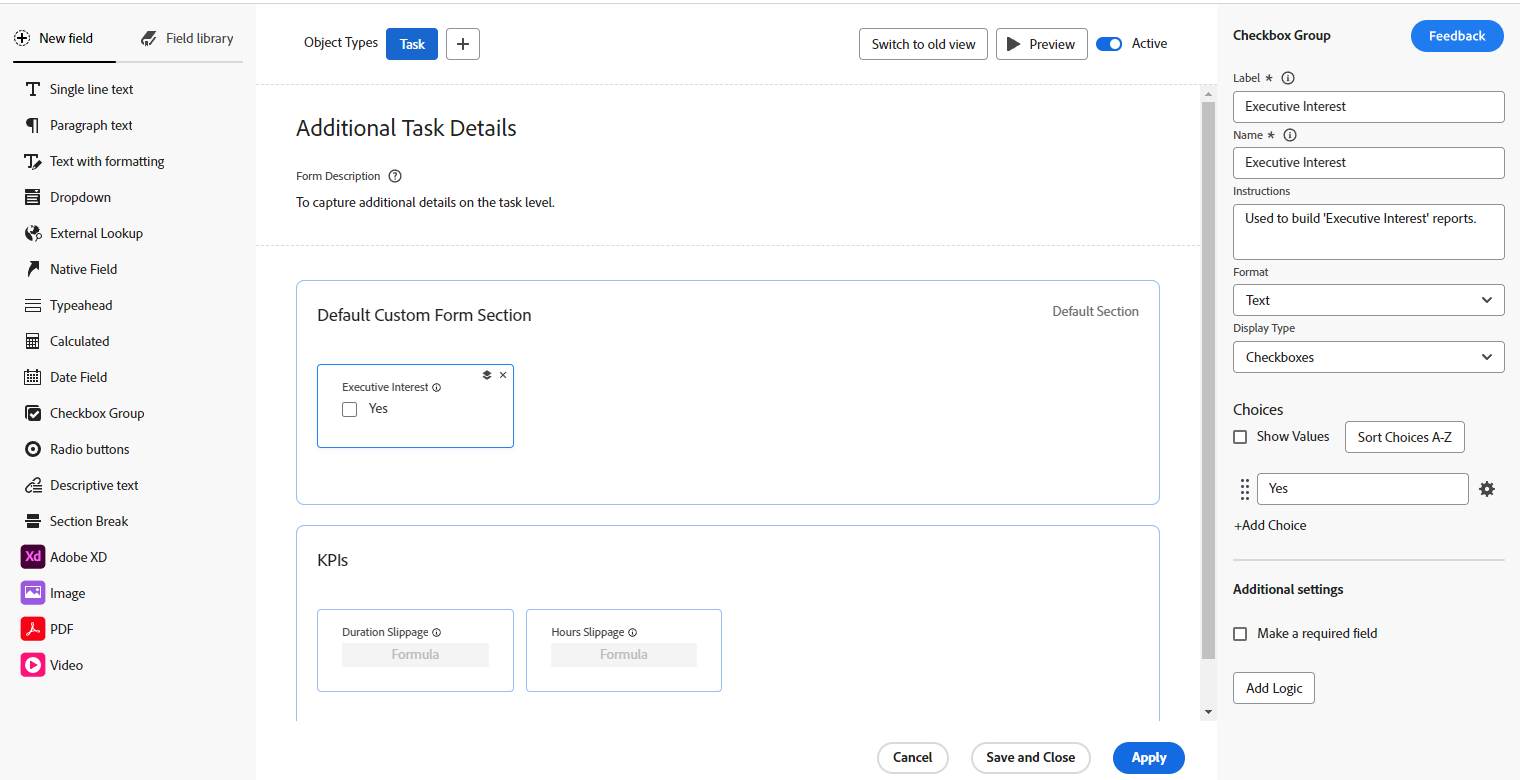 New field
Field library
Single line text
Paragraph text
Text with formatting
Dropdown
External Lookup
Native Field
Typeahead
Calculated
Date Field
Checkbox Group
Radio buttons
Descriptive text
Section Break
Xd Adobe XD
Image
PDF
Video
Object Types Task +
Switch to old view
Preview
Active
Additional Task Details
Form Description ?
To capture additional details on the task level.
Default Custom Form Section
Default Section
Executive Interest
Yes
KPIs
Duration Slippage
Formula
Hours Slippage
Formula
Cancel
Save and Close
Apply
Checkbox Group
Feedback
Label *
Executive Interest
Name *
Executive Interest
Instructions
Used to build 'Executive Interest' reports.
Format
Text
Display Type
Checkboxes
Choices
Show Values
Sort Choices A-Z
Yes
+Add Choice
Additional settings
Make a required field
Add Logic